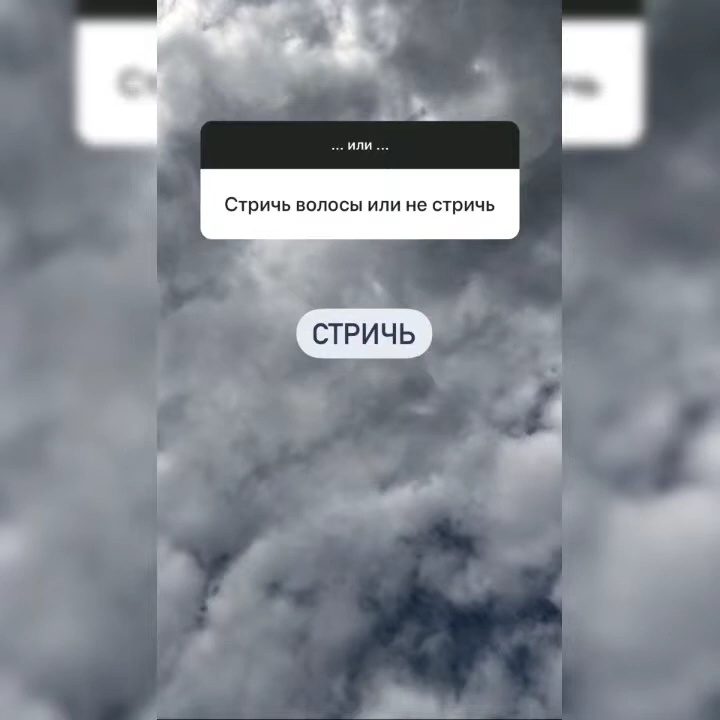 ... или ...
Стричь волосы или не стричь
СТРИЧЬ